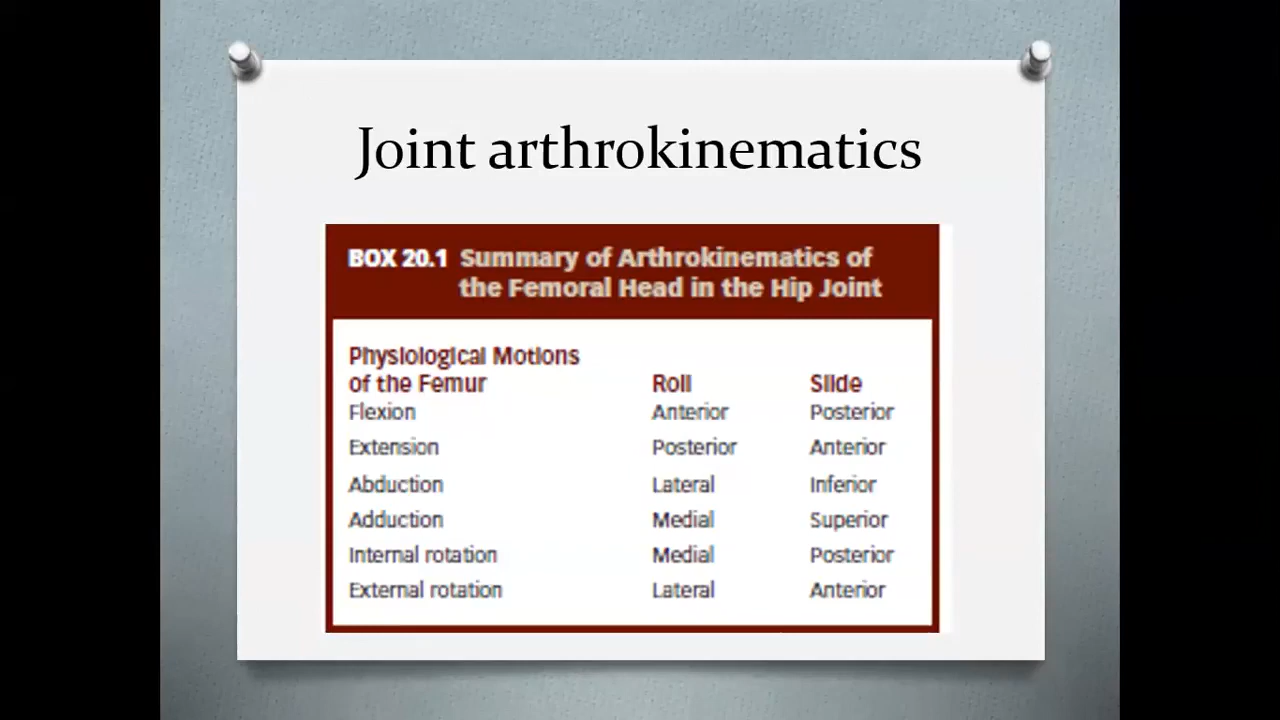 Joint arthrokinematics
BOX 20.1 Summary of Arthrokinematics of
the Femoral Head in the Hip Joint
Physiological Motions
of the Femur Roll Slide
Flexion Anterior Posterior
Extension Posterior Anterior
Abduction Lateral Inferior
Adduction Medial Superior
Internal rotation Medial Posterior
External rotation Lateral Anterior